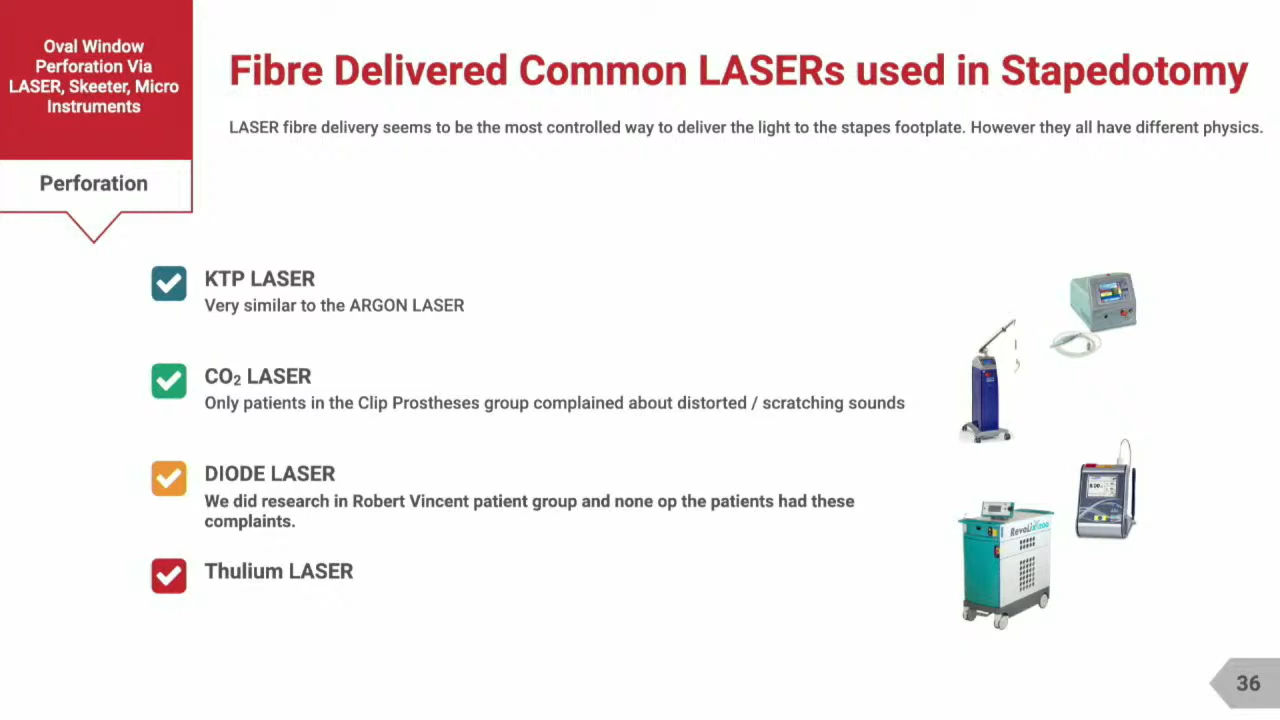 Oval Window
Perforation Via
LASER, Skeeter, Micro
Instruments
Perforation
Fibre Delivered Common LASERs used in Stapedotomy
LASER fibre delivery seems to be the most controlled way to deliver the light to the stapes footplate. However they all have different physics.
KTP LASER
Very similar to the ARGON LASER
CO₂ LASER
Only patients in the Clip Prostheses group complained about distorted / scratching sounds
DIODE LASER
We did research in Robert Vincent patient group and none op the patients had these
complaints.
Thulium LASER
36